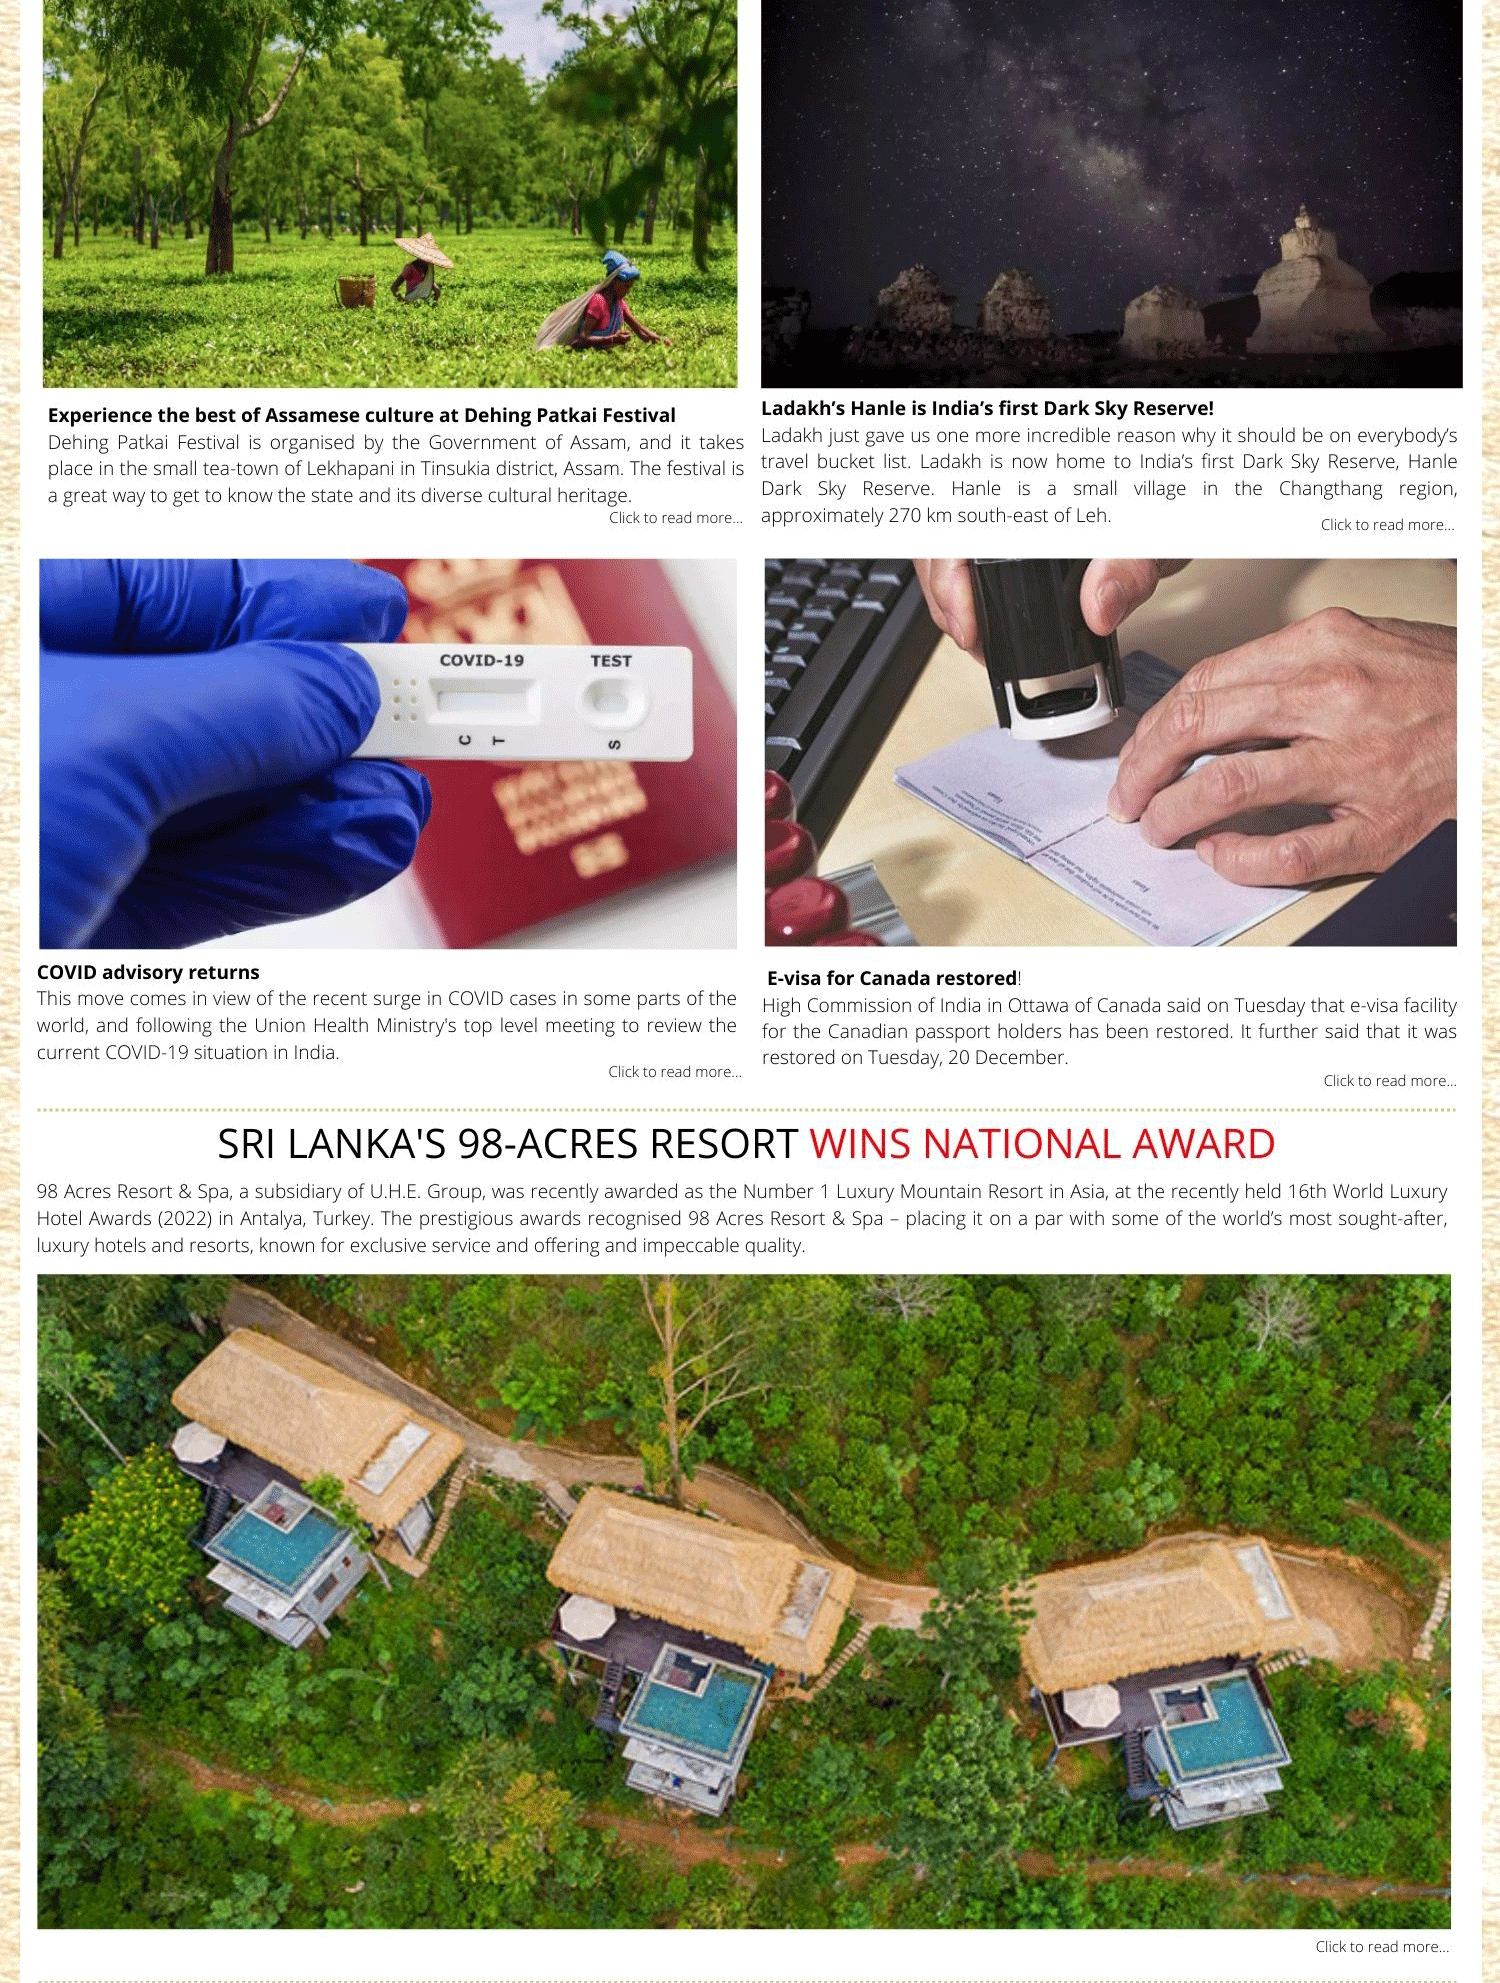 Experience the best of Assamese culture at Dehing Patkai Festival
Dehing Patkai Festival is organised by the Government of Assam, and it takes
place in the small tea-town of Lekhapani in Tinsukia district, Assam. The festival is
a great way to get to know the state and its diverse cultural heritage.
Click to read more...
Ladakh’s Hanle is India’s first Dark Sky Reserve!
Ladakh just gave us one more incredible reason why it should be on everybody’s
travel bucket list. Ladakh is now home to India’s first Dark Sky Reserve, Hanle
Dark Sky Reserve. Hanle is a small village in the Changthang region,
approximately 270 km south-east of Leh.
Click to read more...
COVID-19 TEST
C T S
COVID advisory returns
This move comes in view of the recent surge in COVID cases in some parts of the
world, and following the Union Health Ministry's top level meeting to review the
current COVID-19 situation in India.
Click to read more...
E-visa for Canada restored!
High Commission of India in Ottawa of Canada said on Tuesday that e-visa facility
for the Canadian passport holders has been restored. It further said that it was
restored on Tuesday, 20 December.
Click to read more...
SRI LANKA'S 98-ACRES RESORT WINS NATIONAL AWARD
98 Acres Resort & Spa, a subsidiary of U.H.E. Group, was recently awarded as the Number 1 Luxury Mountain Resort in Asia, at the recently held 16th World Luxury
Hotel Awards (2022) in Antalya, Turkey. The prestigious awards recognised 98 Acres Resort & Spa – placing it on a par with some of the world’s most sought-after,
luxury hotels and resorts, known for exclusive service and offering and impeccable quality.
Click to read more...